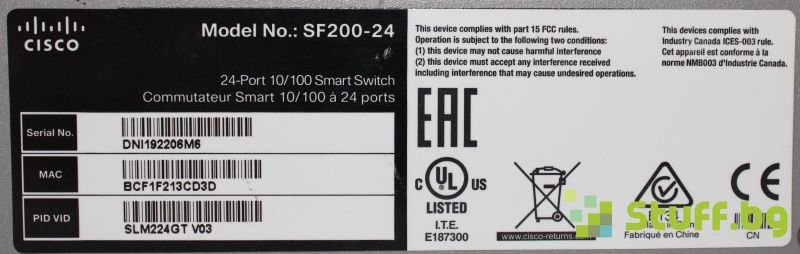 CISCO
Model No.: SF200-24
24-Port 10/100 Smart Switch
Commutateur Smart 10/100 à 24 ports
Serial No.
DNI192206M6
MAC
BCF1F213CD3D
PID VID
SLM224GT V03
This device complies with part 15 FCC rules.
Operation is subject to the following two conditions:
(1) this device may not cause harmful interference
(2) this device must accept any interference received
including interference that may cause undesired operation.
This device complies with
Industry Canada ICES-003 rule.
Cet appareil est conforme à la
norme NMB003 d'Industrie Canada.
EAC
C UL US
LISTED
I.T.E.
E187300
www.cisco-returns.com
Fabriqué en Chine
CE
CN
Stuff.bg